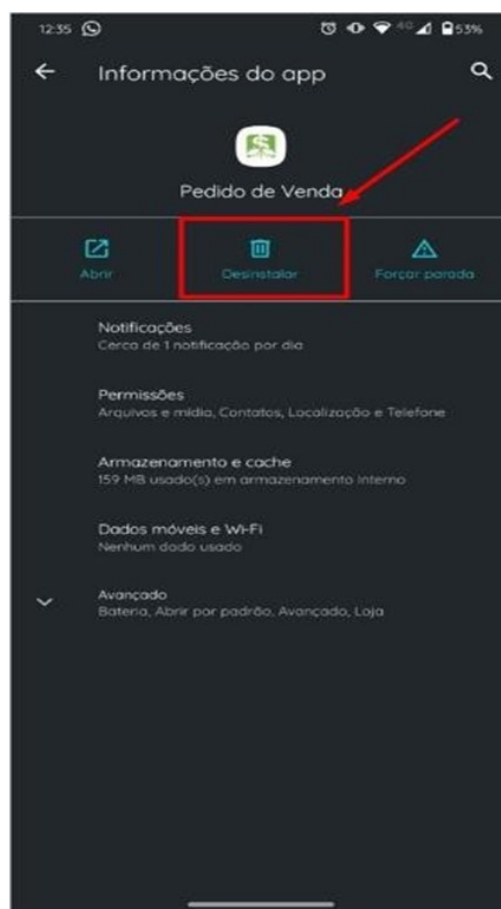 12:35 4G 53%
Informações do app
Pedido de Venda
Abrir Desinstalar Forçar parada
Notificações
Cerca de 1 notificação por dia
Permissões
Arquivos e mídia, Contatos, Localização e Telefone
Armazenamento e cache
159 MB usado(s) em armazenamento interno
Dados móveis e Wi-Fi
Nenhum dado usado
Avançado
Bateria, Abrir por padrão, Avançado, Loja